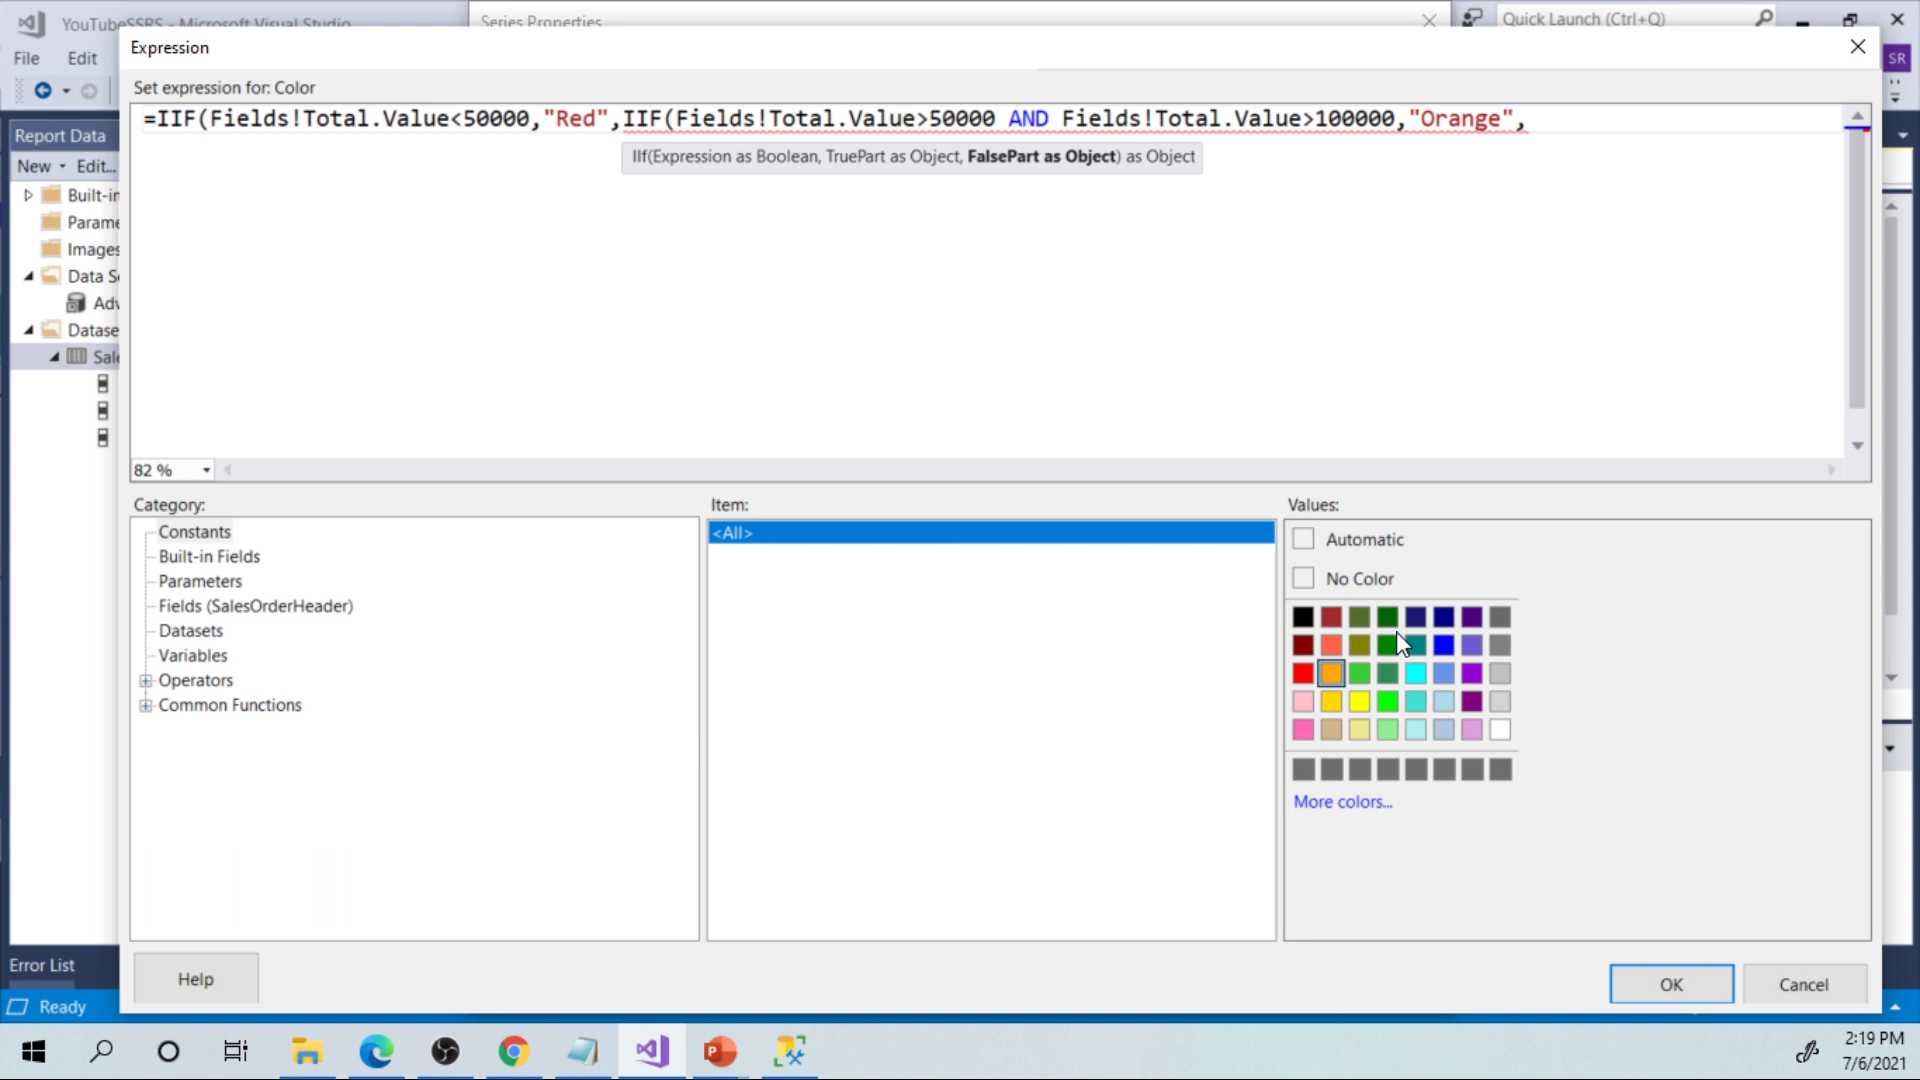 YouTubeSSRS - Microsoft Visual Studio
Series Properties
Quick Launch (Ctrl+Q)
Expression
File Edit
SR
Set expression for: Color
=IIF(Fields!Total.Value<50000,"Red",IIF(Fields!Total.Value>50000 AND Fields!Total.Value>100000,"Orange",
IIf(Expression as Boolean, TruePart as Object, FalsePart as Object) as Object
Report Data
New Edit...
Built-in
Parame
Images
Data S
Adv
Datase
Sale
82 %
Category:
Item:
Values:
Constants
Built-in Fields
Parameters
Fields (SalesOrderHeader)
Datasets
Variables
Operators
Common Functions
<All>
Automatic
No Color
More colors...
Error List
Help
OK
Cancel
Ready
2:19 PM
7/6/2021